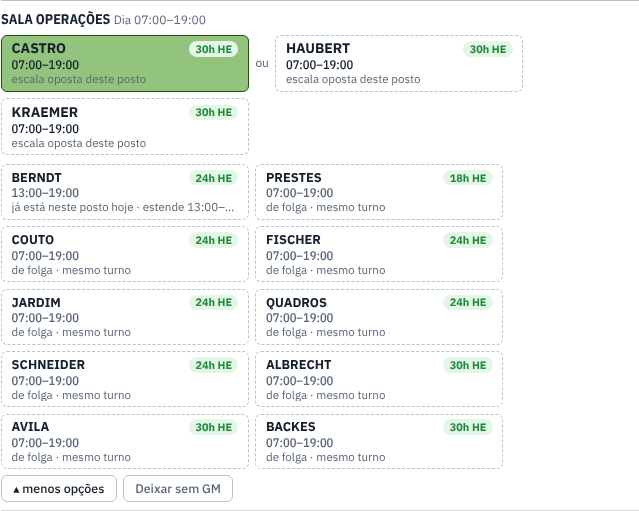 SALA OPERAÇÕES Dia 07:00–19:00
CASTRO 30h HE
07:00–19:00
escala oposta deste posto
ou
HAUBERT 30h HE
07:00–19:00
escala oposta deste posto
KRAEMER 30h HE
07:00–19:00
escala oposta deste posto
BERNDT 24h HE
13:00–19:00
já está neste posto hoje · estende 13:00–...
PRESTES 18h HE
07:00–19:00
de folga · mesmo turno
COUTO 24h HE
07:00–19:00
de folga · mesmo turno
FISCHER 24h HE
07:00–19:00
de folga · mesmo turno
JARDIM 24h HE
07:00–19:00
de folga · mesmo turno
QUADROS 24h HE
07:00–19:00
de folga · mesmo turno
SCHNEIDER 24h HE
07:00–19:00
de folga · mesmo turno
ALBRECHT 30h HE
07:00–19:00
de folga · mesmo turno
AVILA 30h HE
07:00–19:00
de folga · mesmo turno
BACKES 30h HE
07:00–19:00
de folga · mesmo turno
▴ menos opções
Deixar sem GM